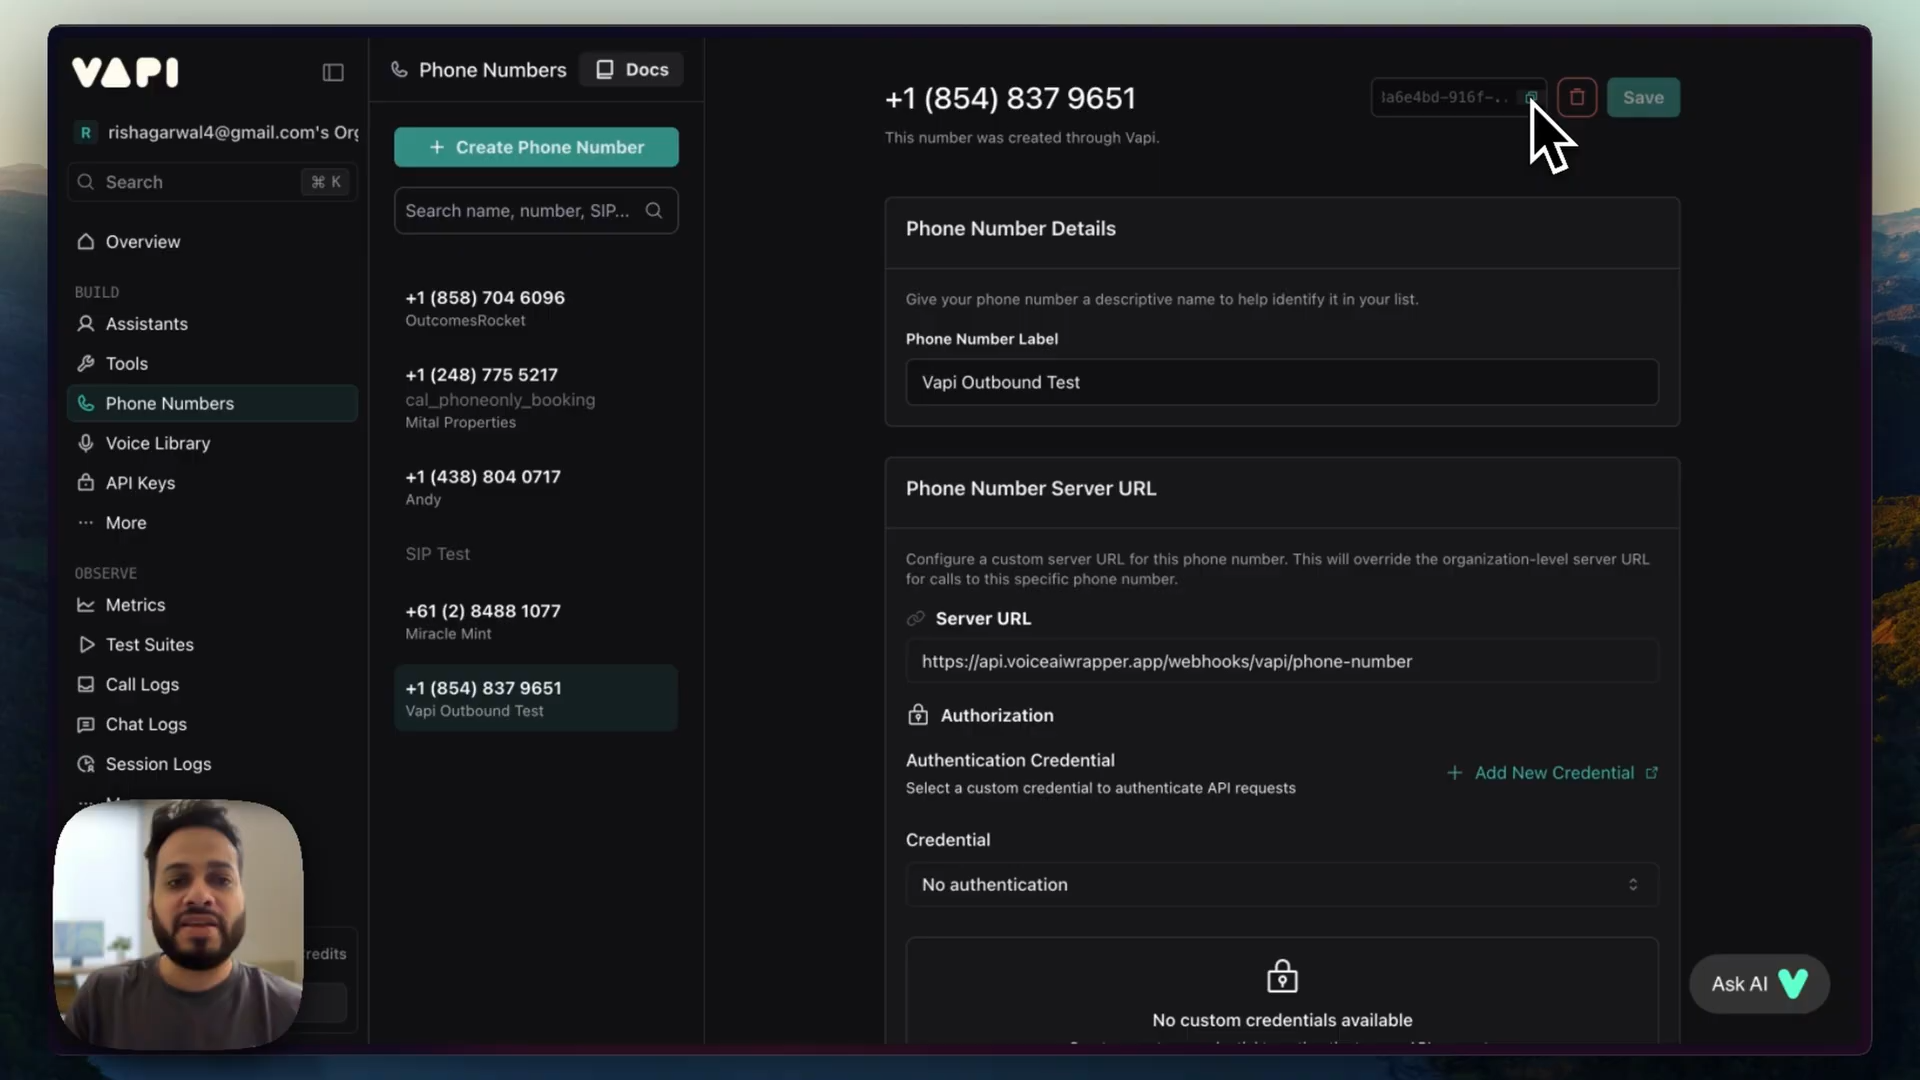 VAPI
R rishagarwal4@gmail.com's Org
Search ⌘ K
Overview
BUILD
Assistants
Tools
Phone Numbers
Voice Library
API Keys
More
OBSERVE
Metrics
Test Suites
Call Logs
Chat Logs
Session Logs
Phone Numbers
Docs
+ Create Phone Number
Search name, number, SIP...
+1 (858) 704 6096
OutcomesRocket
+1 (248) 775 5217
cal_phoneonly_booking
Mital Properties
+1 (438) 804 0717
Andy
SIP Test
+61 (2) 8488 1077
Miracle Mint
+1 (854) 837 9651
Vapi Outbound Test
+1 (854) 837 9651
This number was created through Vapi.
a6e4bd-916f-..
Save
Phone Number Details
Give your phone number a descriptive name to help identify it in your list.
Phone Number Label
Vapi Outbound Test
Phone Number Server URL
Configure a custom server URL for this phone number. This will override the organization-level server URL
for calls to this specific phone number.
Server URL
https://api.voiceaiwrapper.app/webhooks/vapi/phone-number
Authorization
Authentication Credential
Select a custom credential to authenticate API requests
+ Add New Credential
Credential
No authentication
No custom credentials available
Ask AI